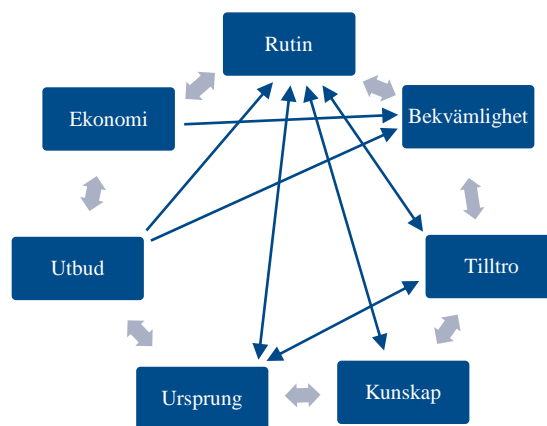 Rutin
Ekonomi
Bekvämlighet
Utbud
Tilltro
Ursprung
Kunskap